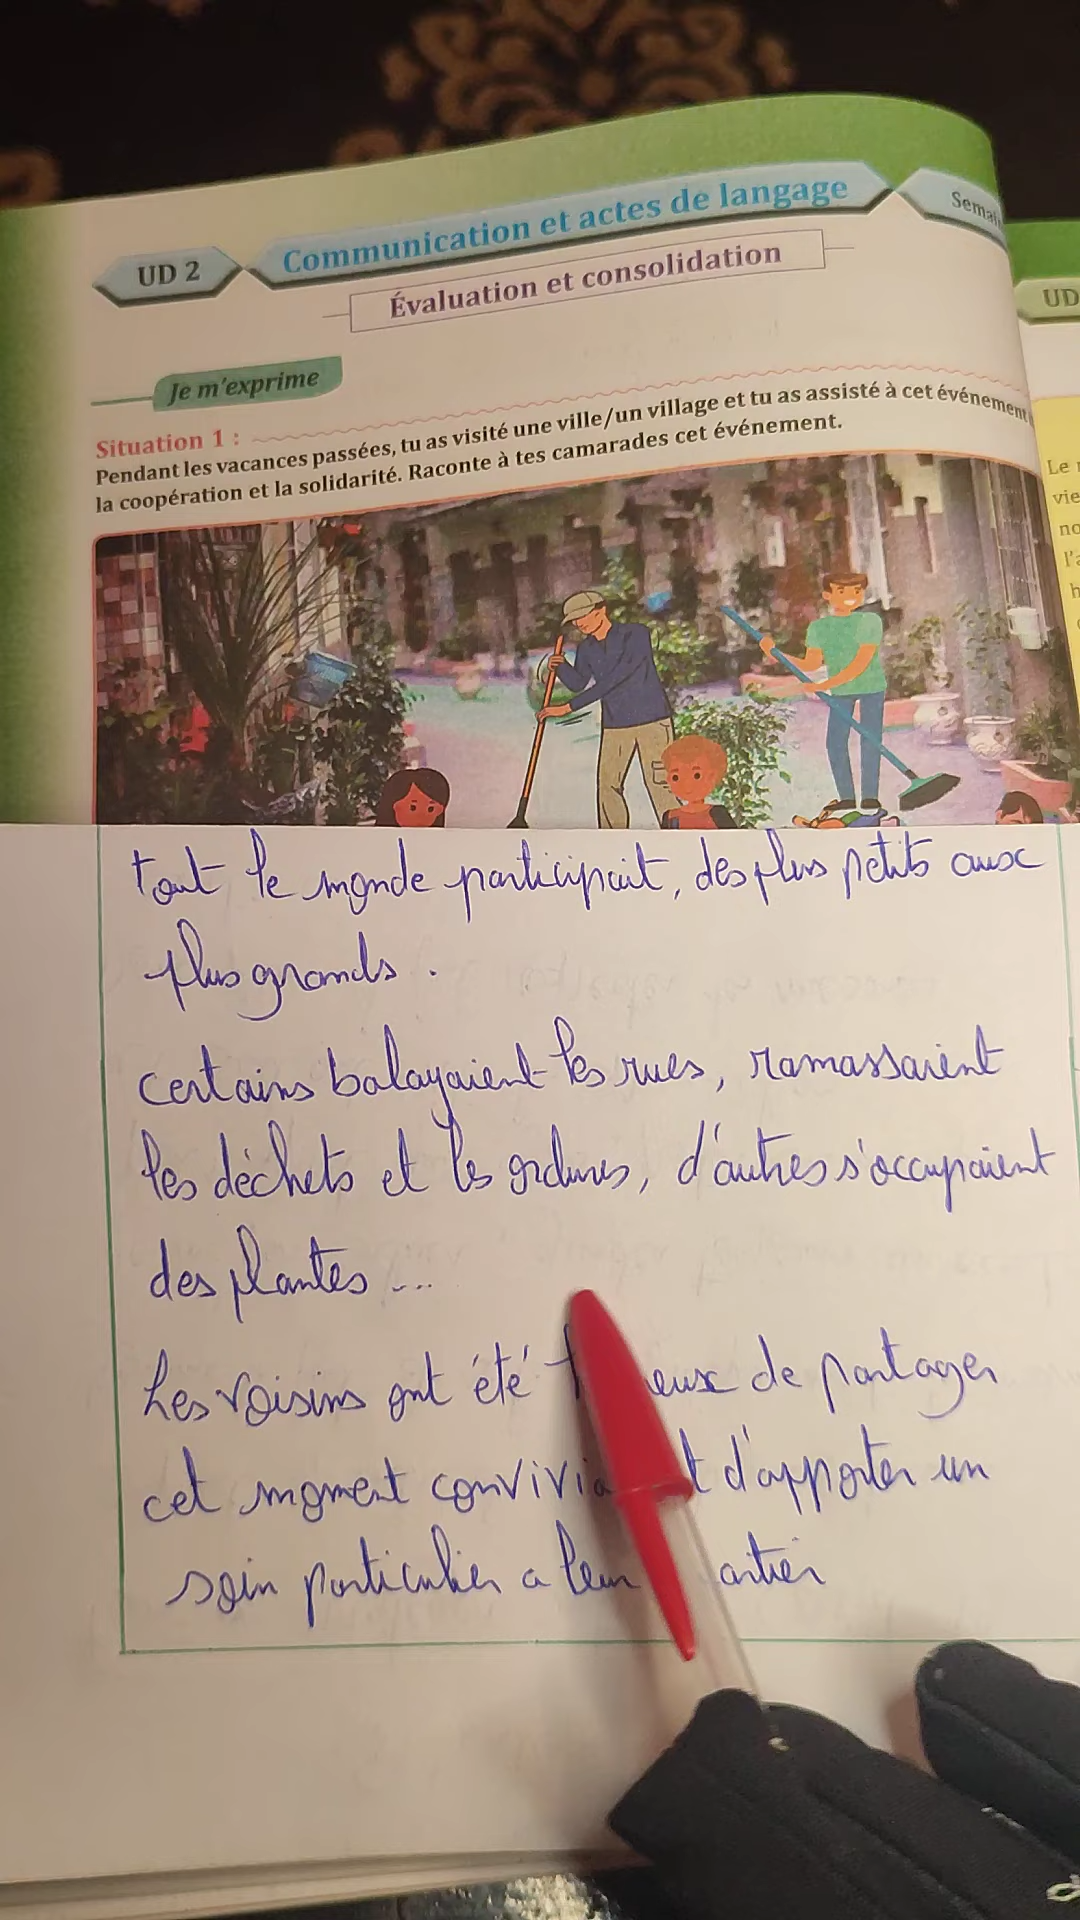 UD 2
Communication et actes de langage
Évaluation et consolidation
UD
Je m'exprime
Situation 1 :
Pendant les vacances passées, tu as visité une ville/un village et tu as assisté à cet événement
la coopération et la solidarité. Raconte à tes camarades cet événement.
Le
vie
tout le monde participait, des plus petits aux
plus grands.
certains balayaient les rues, ramassaient
les déchets et les ordures, d'autres s'occupaient
des plantes ...
Les voisins ont été de partager
cet moment d'apporter un
soin particulier a leur